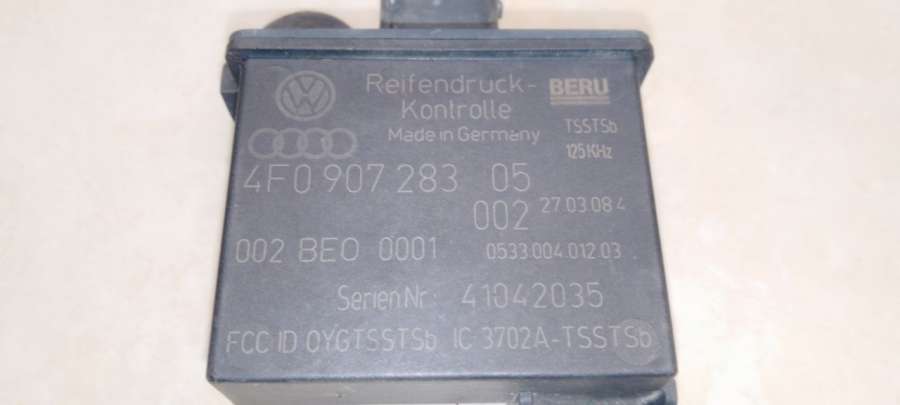 Reifendruck-
Kontrolle
Made in Germany
BERU
TSSTSb
125KHz
4F0 907 283 05
002 27.03.08 4
002 BE0 0001 0533.004.012.03
Serien Nr: 41042035
FCC ID OYGTSSTSb IC 3702A-TSSTSb